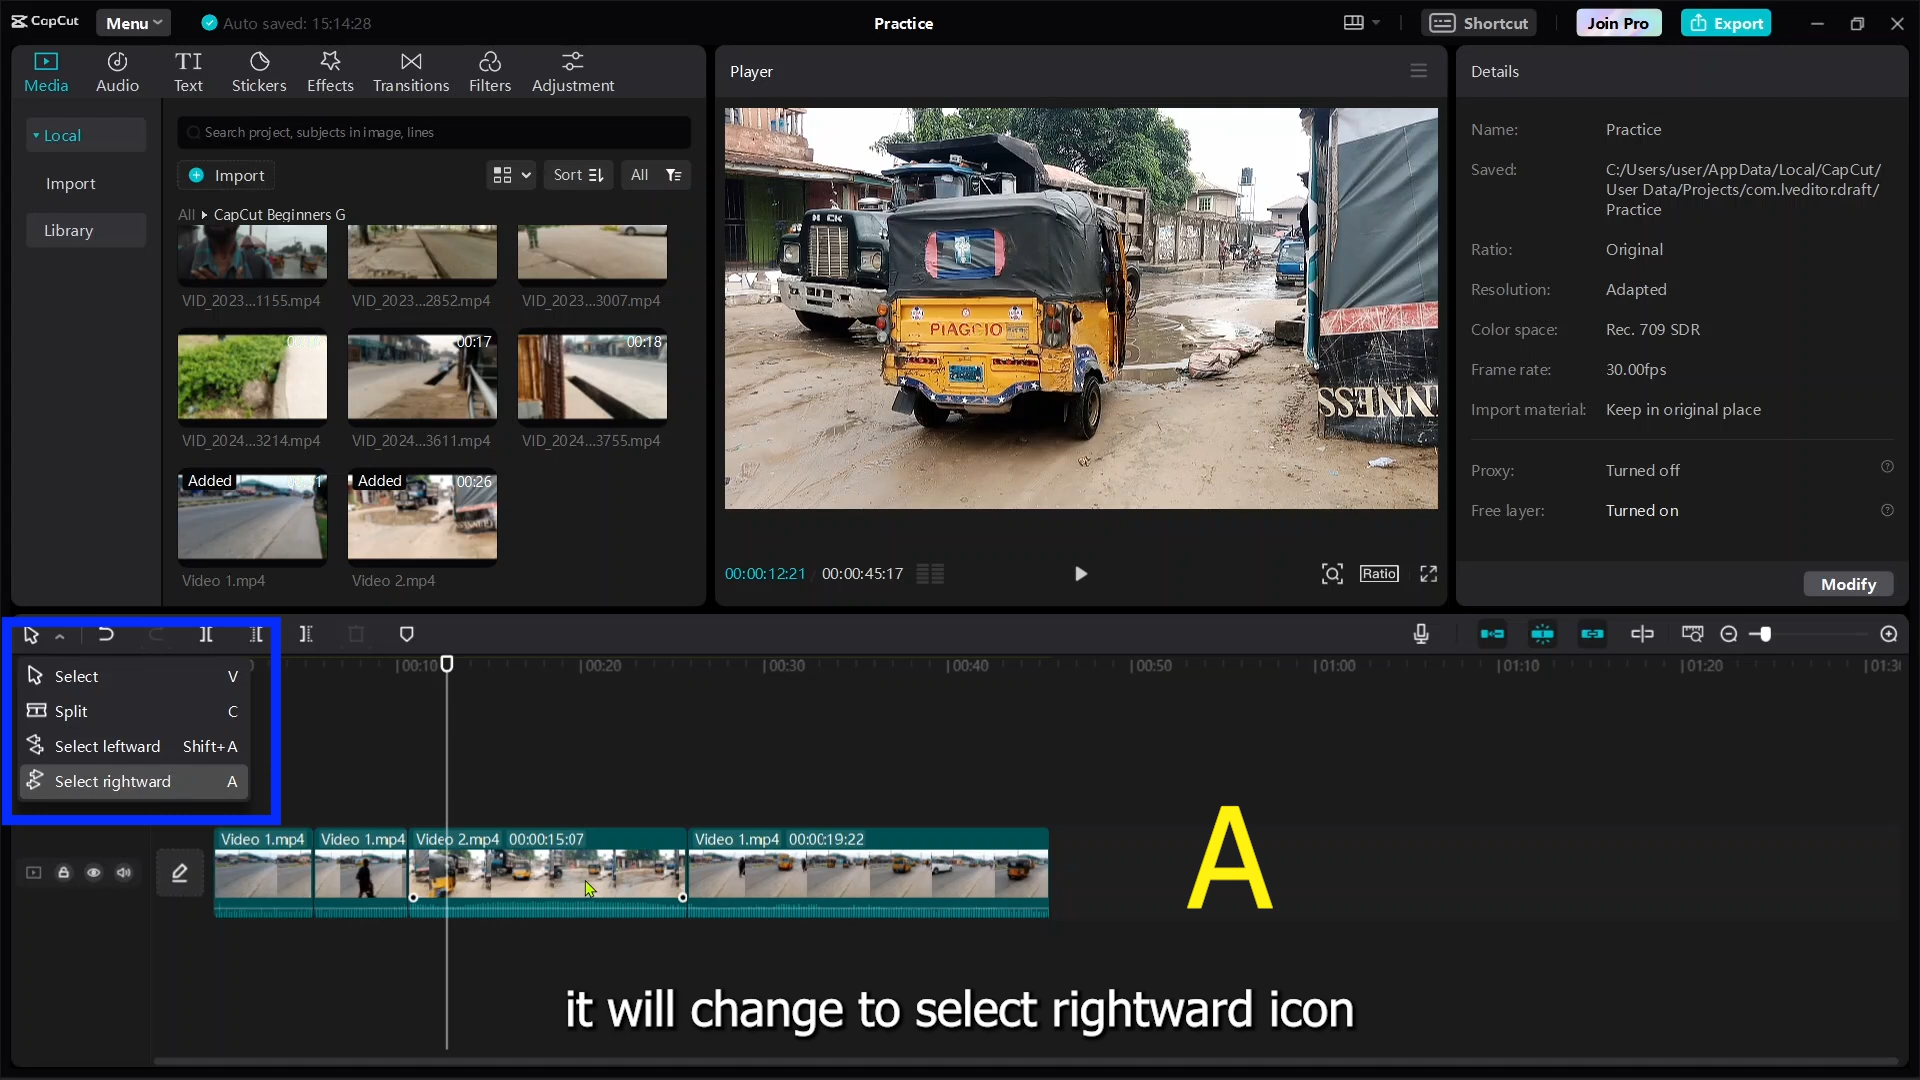 CapCut
Menu
Auto saved: 15:14:28
Practice
Shortcut
Join Pro
Export
Media
Audio
Text
Stickers
Effects
Transitions
Filters
Adjustment
Local
Import
Library
Search project, subjects in image, lines
Import
Sort
All
All CapCut Beginners G
VID_2023...1155.mp4
VID_2023...2852.mp4
VID_2023...3007.mp4
00:17
00:18
VID_2024...3214.mp4
VID_2024...3611.mp4
VID_2024...3755.mp4
Added
Added
00:26
Video 1.mp4
Video 2.mp4
Player
PIAGGIO
00:00:12:21
00:00:45:17
Ratio
Details
Name: Practice
Saved: C:/Users/user/AppData/Local/CapCut/
User Data/Projects/com.lveditor.draft/
Practice
Ratio: Original
Resolution: Adapted
Color space: Rec. 709 SDR
Frame rate: 30.00fps
Import material: Keep in original place
Proxy: Turned off
Free layer: Turned on
Modify
Select V
Split C
Select leftward Shift+A
Select rightward A
00:10
00:20
00:30
00:40
00:50
01:00
01:10
01:20
Video 1.mp4
Video 1.mp4
Video 2.mp4 00:00:15:07
Video 1.mp4 00:00:19:22
A
it will change to select rightward icon